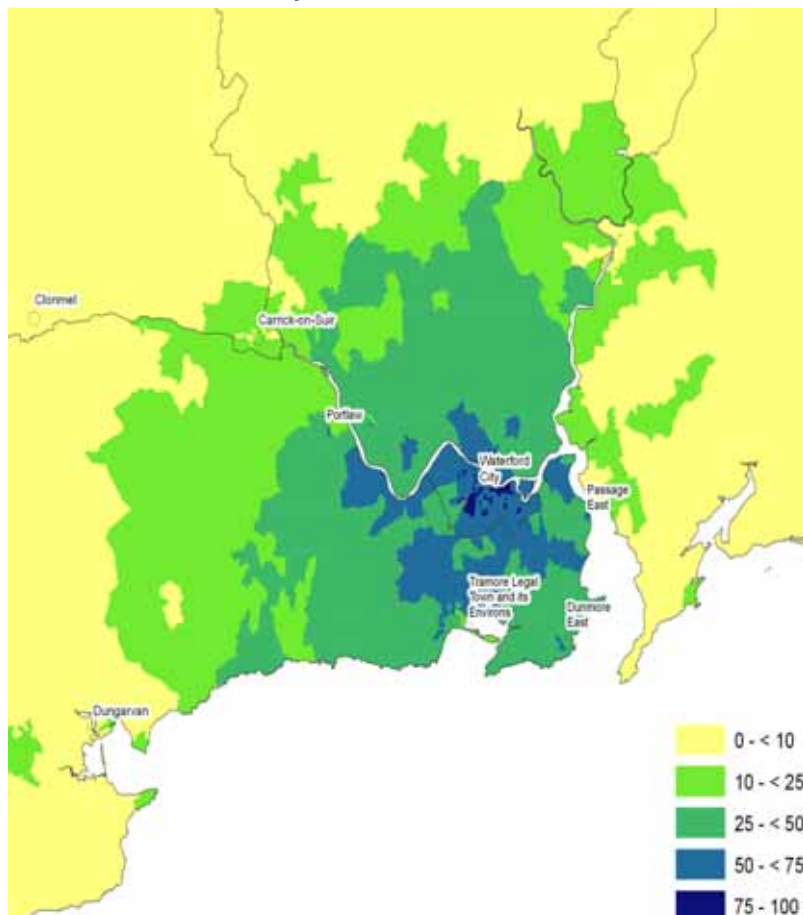 Clonmel
Carrick-on-Suir
Portlaw
Waterford
City
Passage
East
Tramore Legal
Town and its
Environs
Dunmore
East
Dungarvan
0 - < 10
10 - < 25
25 - < 50
50 - < 75
75 - 100